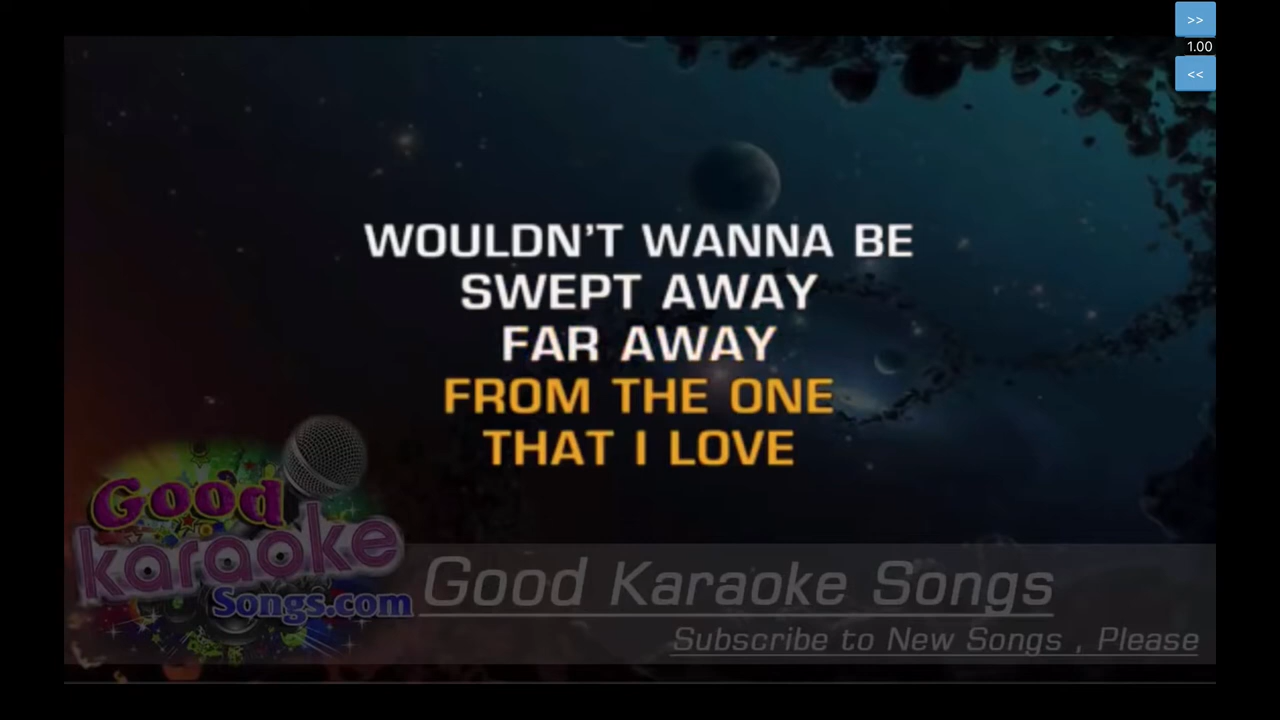 >>
1.00
<<
WOULDN'T WANNA BE
SWEPT AWAY
FAR AWAY
FROM THE ONE
THAT I LOVE
Good
karaoke
Songs.com
Good Karaoke Songs
Subscribe to New Songs , Please